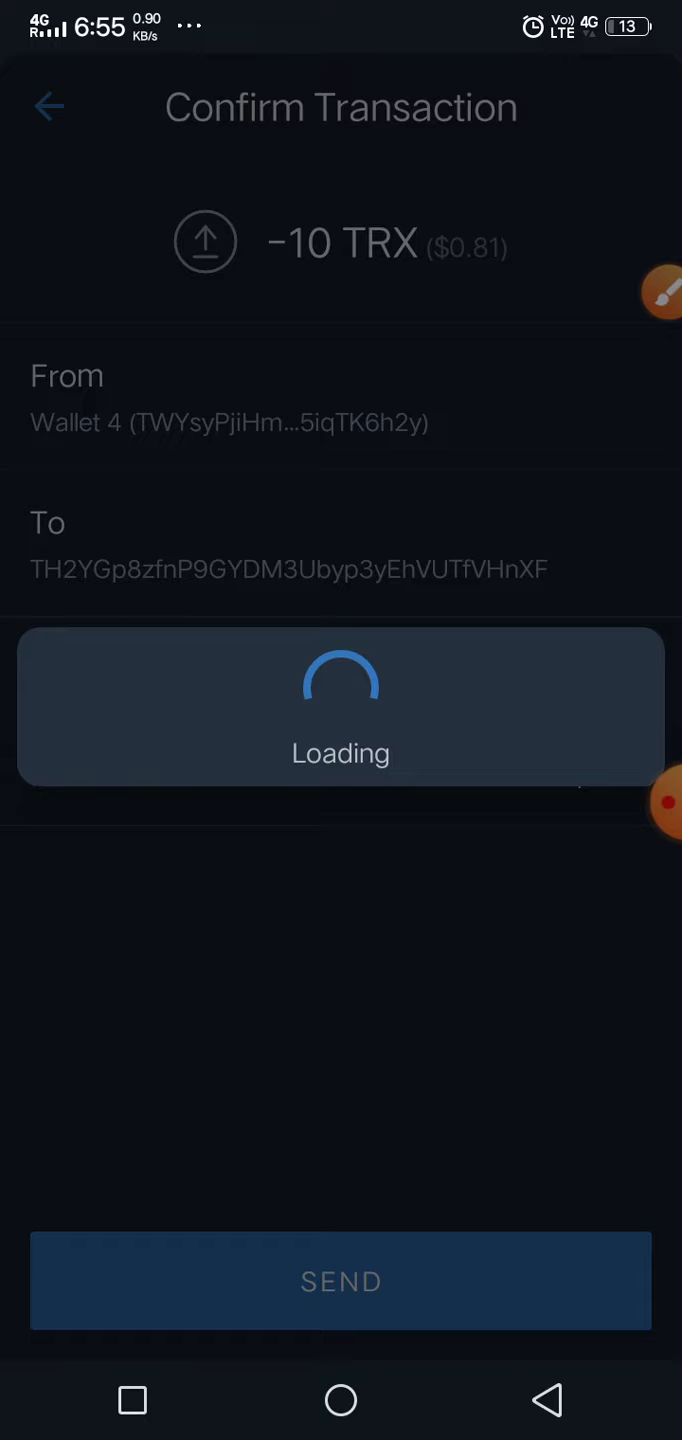 4G
R
6:55
0.90
KB/s
...
Vo))
LTE
4G
13
Confirm Transaction
-10 TRX ($0.81)
From
Wallet 4 (TWYsyPjiHm...5iqTK6h2y)
To
TH2YGp8zfnP9GYDM3Ubyp3yEhVUTfVHnXF
Loading
SEND